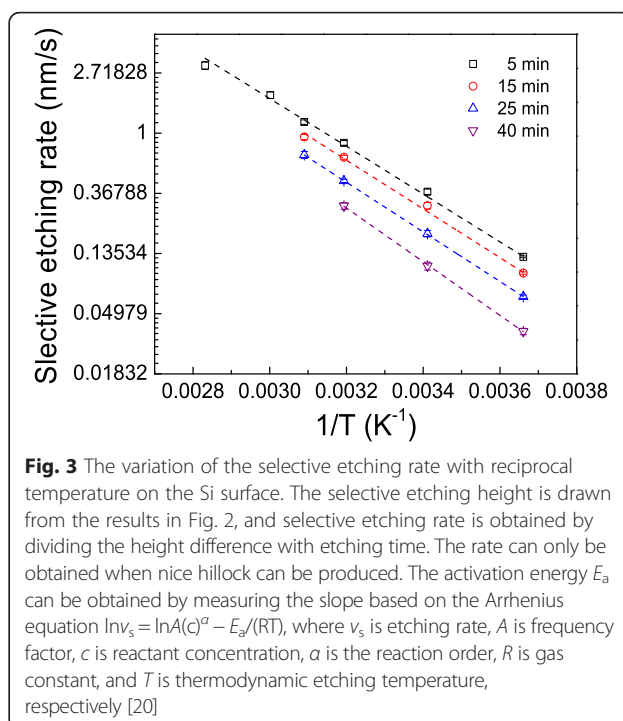 Slective etching rate (nm/s)
2.71828
1
0.36788
0.13534
0.04979
0.01832
5 min
15 min
25 min
40 min
0.0028 0.0030 0.0032 0.0034 0.0036 0.0038
1/T (K⁻¹)
Fig. 3 The variation of the selective etching rate with reciprocal
temperature on the Si surface. The selective etching height is drawn
from the results in Fig. 2, and selective etching rate is obtained by
dividing the height difference with etching time. The rate can only be
obtained when nice hillock can be produced. The activation energy Eₐ
can be obtained by measuring the slope based on the Arrhenius
equation lnvₛ = lnA(c)ᵅ − Eₐ/(RT), where vₛ is etching rate, A is frequency
factor, c is reactant concentration, α is the reaction order, R is gas
constant, and T is thermodynamic etching temperature,
respectively [20]